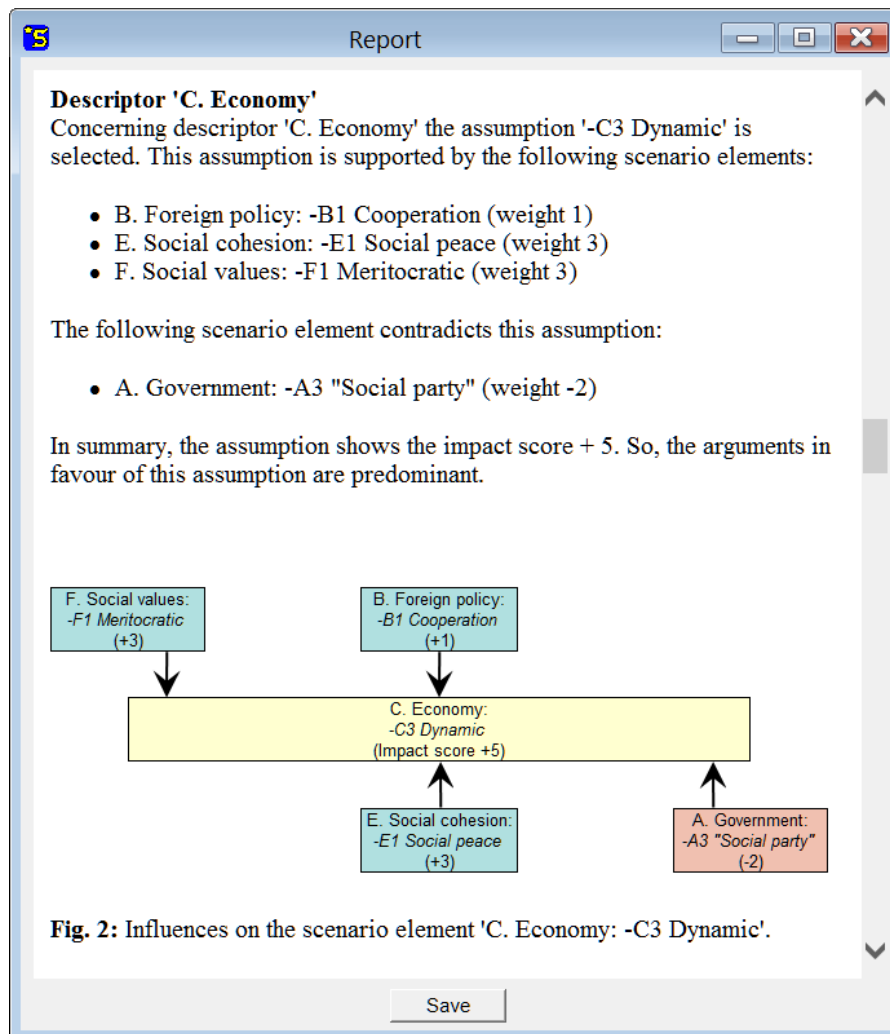 Report
Descriptor 'C. Economy'
Concerning descriptor 'C. Economy' the assumption '-C3 Dynamic' is
selected. This assumption is supported by the following scenario elements:
• B. Foreign policy: -B1 Cooperation (weight 1)
• E. Social cohesion: -E1 Social peace (weight 3)
• F. Social values: -F1 Meritocratic (weight 3)
The following scenario element contradicts this assumption:
• A. Government: -A3 "Social party" (weight -2)
In summary, the assumption shows the impact score + 5. So, the arguments in
favour of this assumption are predominant.
F. Social values:
-F1 Meritocratic
(+3)
B. Foreign policy:
-B1 Cooperation
(+1)
C. Economy:
-C3 Dynamic
(Impact score +5)
E. Social cohesion:
-E1 Social peace
(+3)
A. Government:
-A3 "Social party"
(-2)
Fig. 2: Influences on the scenario element 'C. Economy: -C3 Dynamic'.
Save